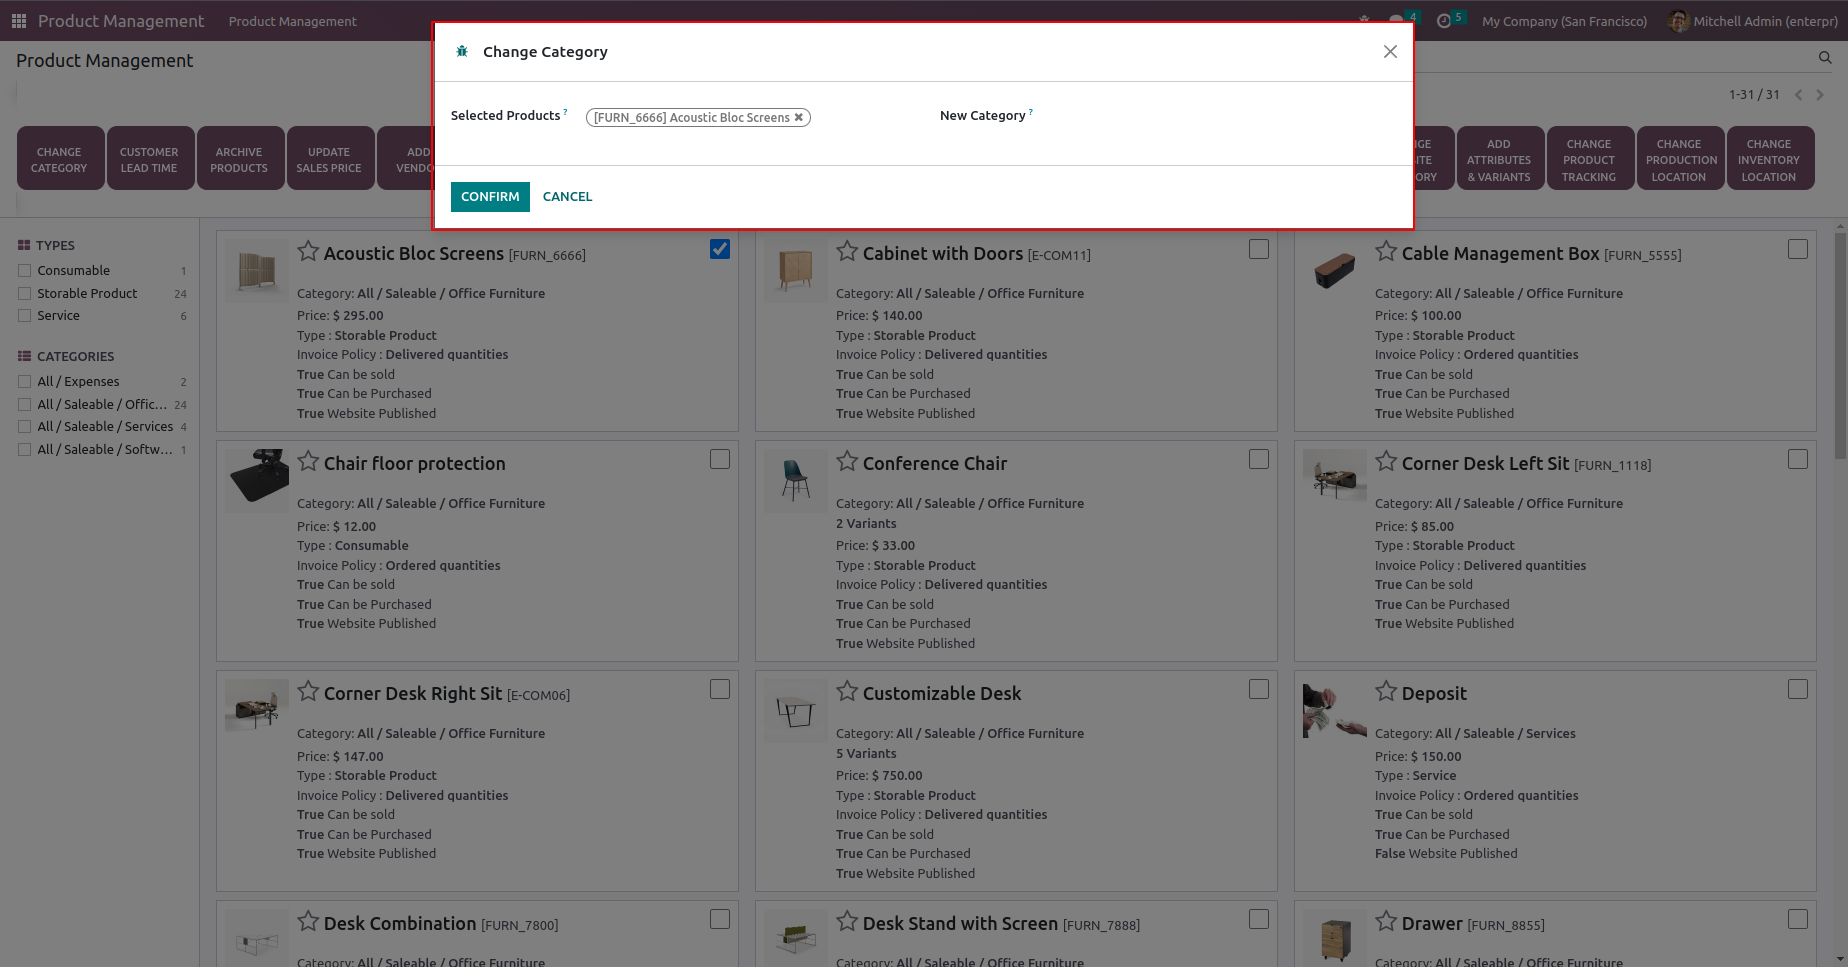 Product Management Product Management 4 5 My Company (San Francisco) Mitchell Admin (enterpr)
Product Management
1-31 / 31
Change Category
Selected Products ? [FURN_6666] Acoustic Bloc Screens ✖ New Category ?
CONFIRM CANCEL
CHANGE
CATEGORY
CUSTOMER
LEAD TIME
ARCHIVE
PRODUCTS
UPDATE
SALES PRICE
ADD
VENDO
GE
ITE
ORY
ADD
ATTRIBUTES
& VARIANTS
CHANGE
PRODUCT
TRACKING
CHANGE
PRODUCTION
LOCATION
CHANGE
INVENTORY
LOCATION
TYPES
Consumable 1
Storable Product 24
Service 6
CATEGORIES
All / Expenses 2
All / Saleable / Offic... 24
All / Saleable / Services 4
All / Saleable / Softw... 1
Acoustic Bloc Screens [FURN_6666]
Category: All / Saleable / Office Furniture
Price: $ 295.00
Type : Storable Product
Invoice Policy : Delivered quantities
True Can be sold
True Can be Purchased
True Website Published
Cabinet with Doors [E-COM11]
Category: All / Saleable / Office Furniture
Price: $ 140.00
Type : Storable Product
Invoice Policy : Delivered quantities
True Can be sold
True Can be Purchased
True Website Published
Cable Management Box [FURN_5555]
Category: All / Saleable / Office Furniture
Price: $ 100.00
Type : Storable Product
Invoice Policy : Ordered quantities
True Can be sold
True Can be Purchased
True Website Published
Chair floor protection
Category: All / Saleable / Office Furniture
Price: $ 12.00
Type : Consumable
Invoice Policy : Ordered quantities
True Can be sold
True Can be Purchased
True Website Published
Conference Chair
Category: All / Saleable / Office Furniture
2 Variants
Price: $ 33.00
Type : Storable Product
Invoice Policy : Delivered quantities
True Can be sold
True Can be Purchased
True Website Published
Corner Desk Left Sit [FURN_1118]
Category: All / Saleable / Office Furniture
Price: $ 85.00
Type : Storable Product
Invoice Policy : Delivered quantities
True Can be sold
True Can be Purchased
True Website Published
Corner Desk Right Sit [E-COM06]
Category: All / Saleable / Office Furniture
Price: $ 147.00
Type : Storable Product
Invoice Policy : Delivered quantities
True Can be sold
True Can be Purchased
True Website Published
Customizable Desk
Category: All / Saleable / Office Furniture
5 Variants
Price: $ 750.00
Type : Storable Product
Invoice Policy : Delivered quantities
True Can be sold
True Can be Purchased
True Website Published
Deposit
Category: All / Saleable / Services
Price: $ 150.00
Type : Service
Invoice Policy : Ordered quantities
True Can be sold
True Can be Purchased
False Website Published
Desk Combination [FURN_7800]
Category: All / Saleable / Office Furniture
Desk Stand with Screen [FURN_7888]
Category: All / Saleable / Office Furniture
Drawer [FURN_8855]
Category: All / Saleable / Office Furniture